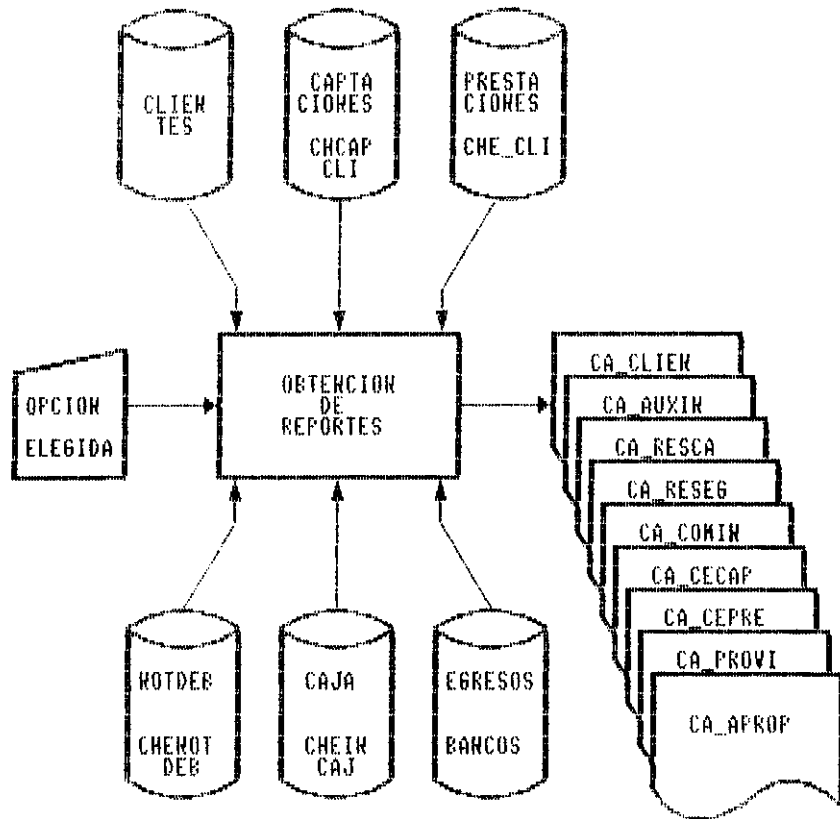 CLIEN
TES
CAPTA
CIONES
CHCAP
CLI
PRESTA
CIONES
CHE_CLI
OPCION
ELEGIDA
OBTENCION
DE
REPORTES
CA_CLIEN
CA_AUXIN
CA_RESCA
CA_RESEG
CA_COMIN
CA_CECAP
CA_CEPRE
CA_PROVI
CA_APROP
NOTDEB
CHENOT
DEB
CAJA
CHEIN
CAJ
EGRESOS
BANCOS